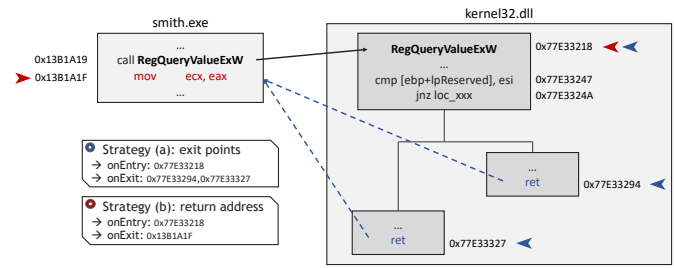 smith.exe
kernel32.dll
...
0x13B1A19 call RegQueryValueExW
0x13B1A1F mov ecx, eax
...
RegQueryValueExW 0x77E33218
...
cmp [ebp+lpReserved], esi 0x77E33247
jnz loc_xxx 0x77E3324A
Strategy (a): exit points
→ onEntry: 0x77E33218
→ onExit: 0x77E33294,0x77E33327
...
ret 0x77E33294
Strategy (b): return address
→ onEntry: 0x77E33218
→ onExit: 0x13B1A1F
...
ret 0x77E33327